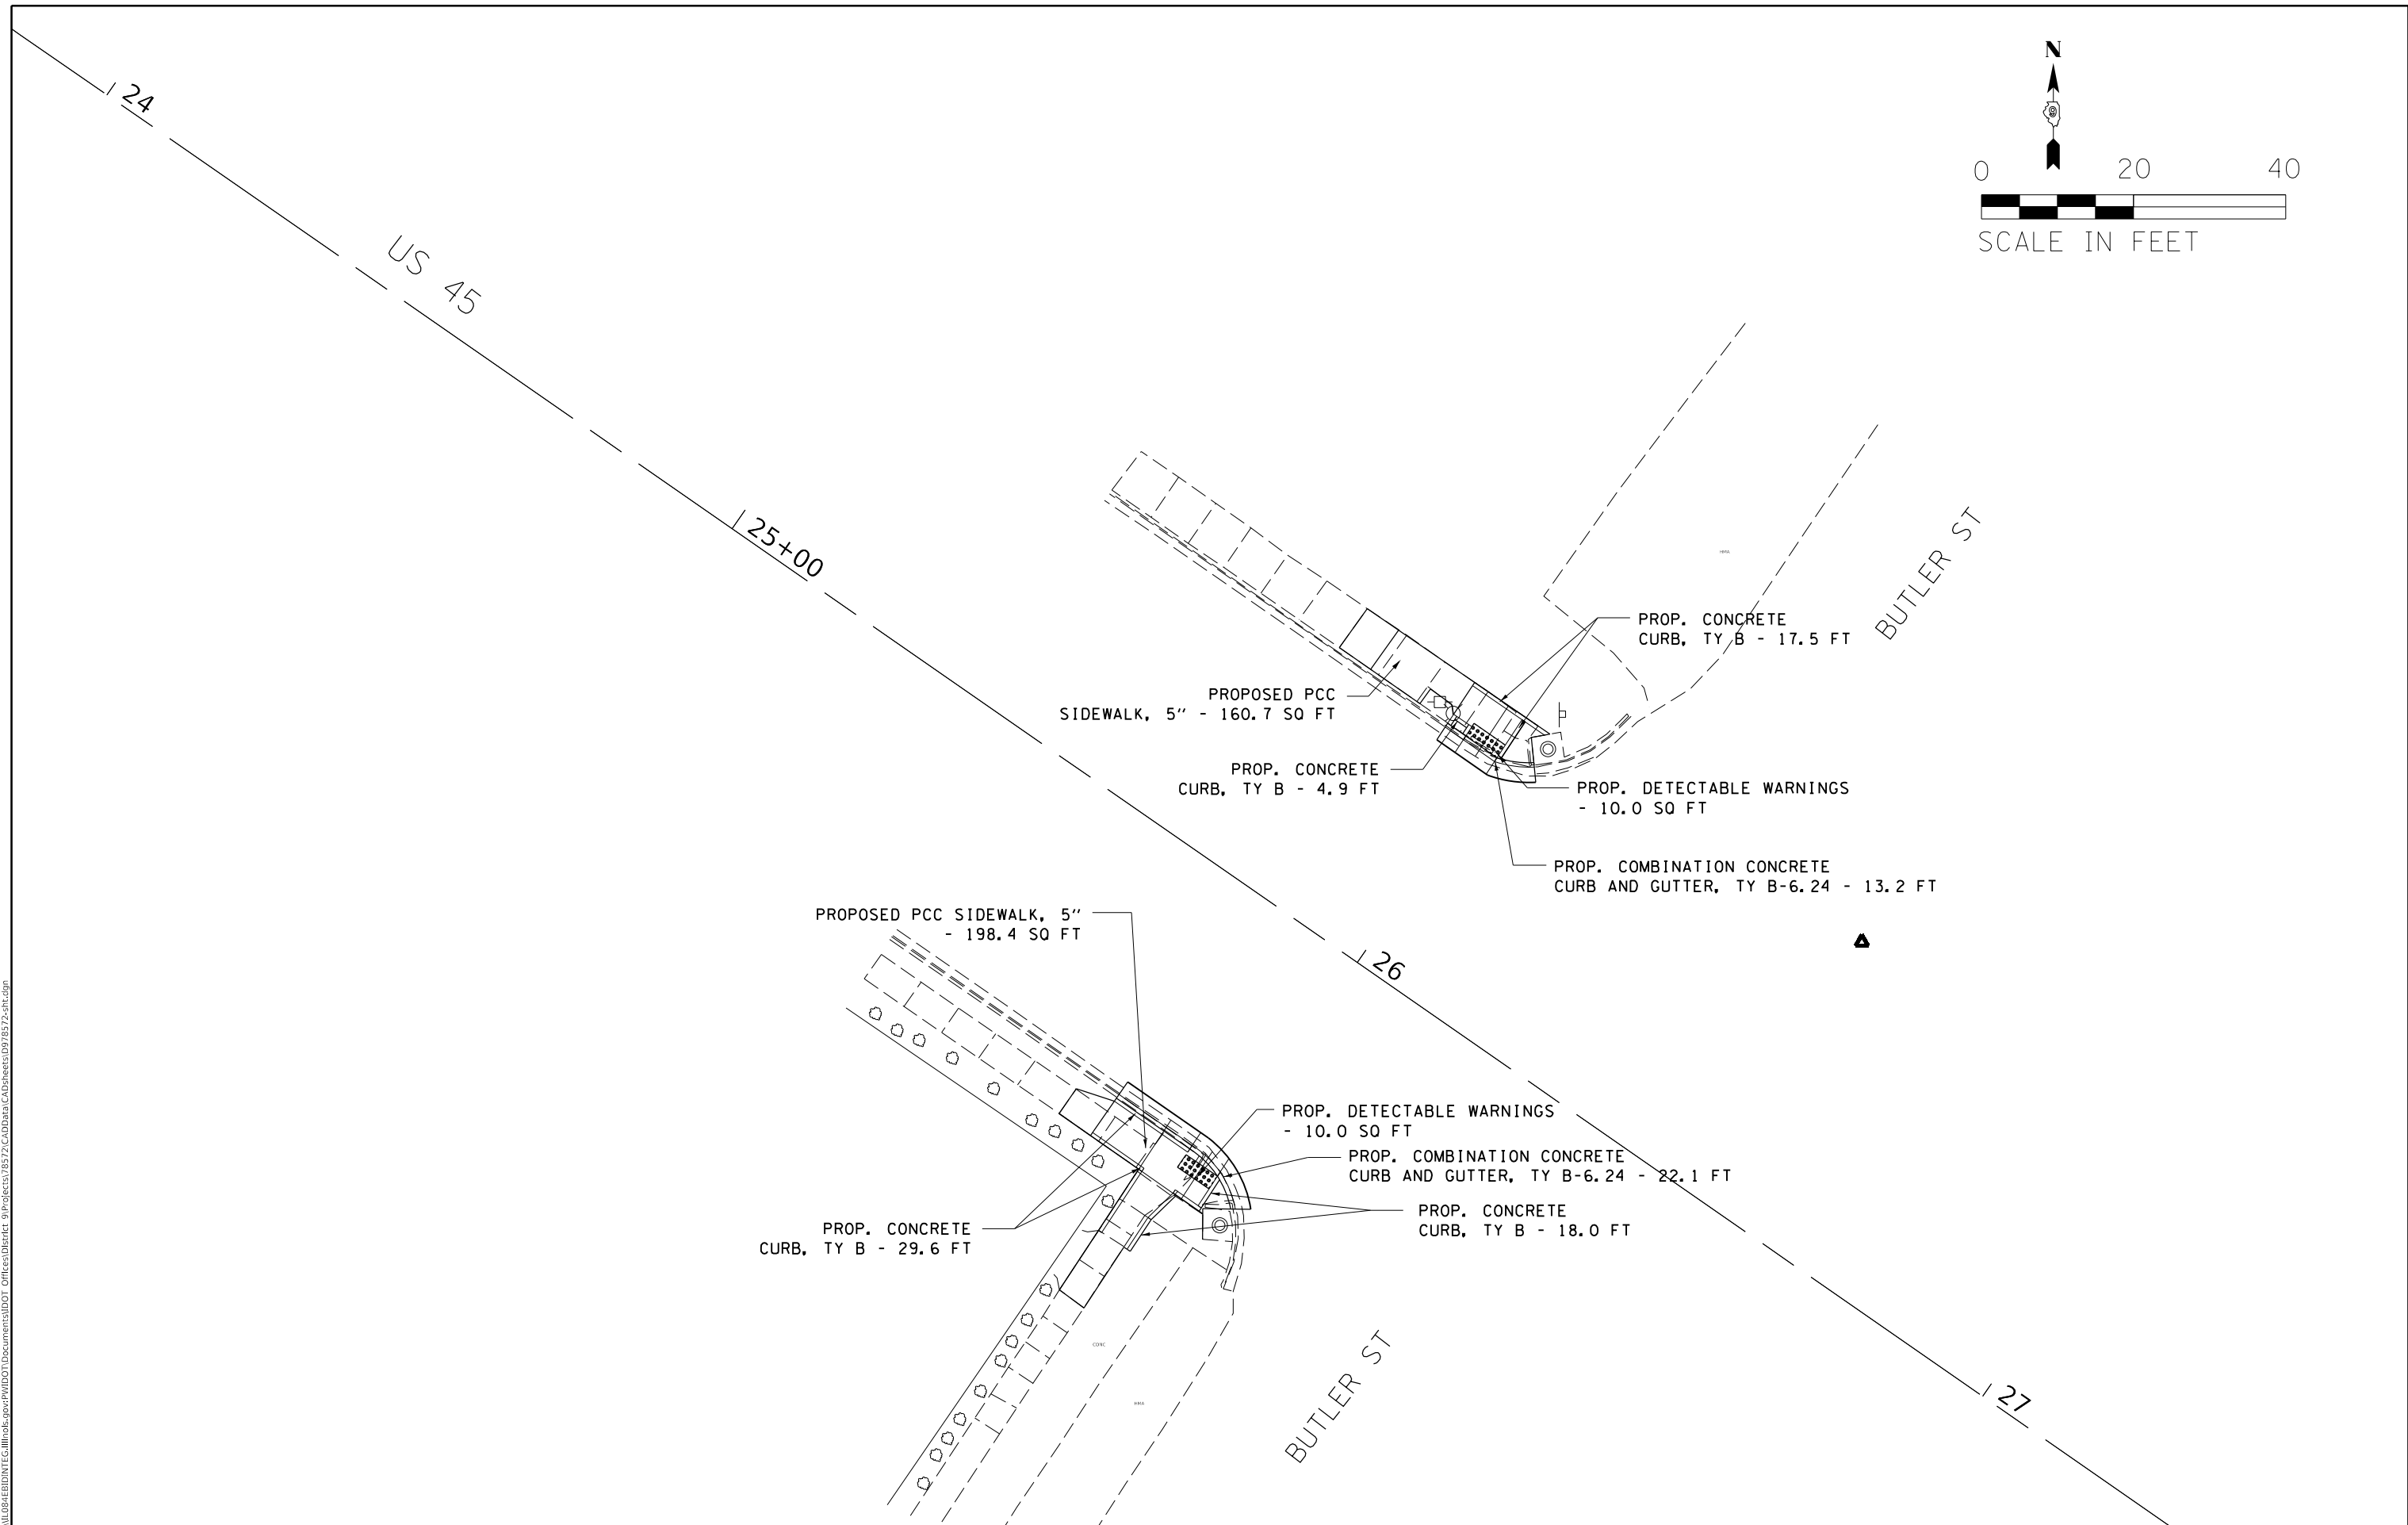 N
9
0 20 40
SCALE IN FEET
24
US 45
25+00
BUTLER ST
HMA
PROP. CONCRETE
CURB, TY B - 17.5 FT
PROPOSED PCC
SIDEWALK, 5" - 160.7 SQ FT
PROP. CONCRETE
CURB, TY B - 4.9 FT
PROP. DETECTABLE WARNINGS
- 10.0 SQ FT
PROP. COMBINATION CONCRETE
CURB AND GUTTER, TY B-6.24 - 13.2 FT
PROPOSED PCC SIDEWALK, 5"
- 198.4 SQ FT
26
PROP. DETECTABLE WARNINGS
- 10.0 SQ FT
PROP. COMBINATION CONCRETE
CURB AND GUTTER, TY B-6.24 - 22.1 FT
PROP. CONCRETE
CURB, TY B - 18.0 FT
PROP. CONCRETE
CURB, TY B - 29.6 FT
CONC
HMA
BUTLER ST
27